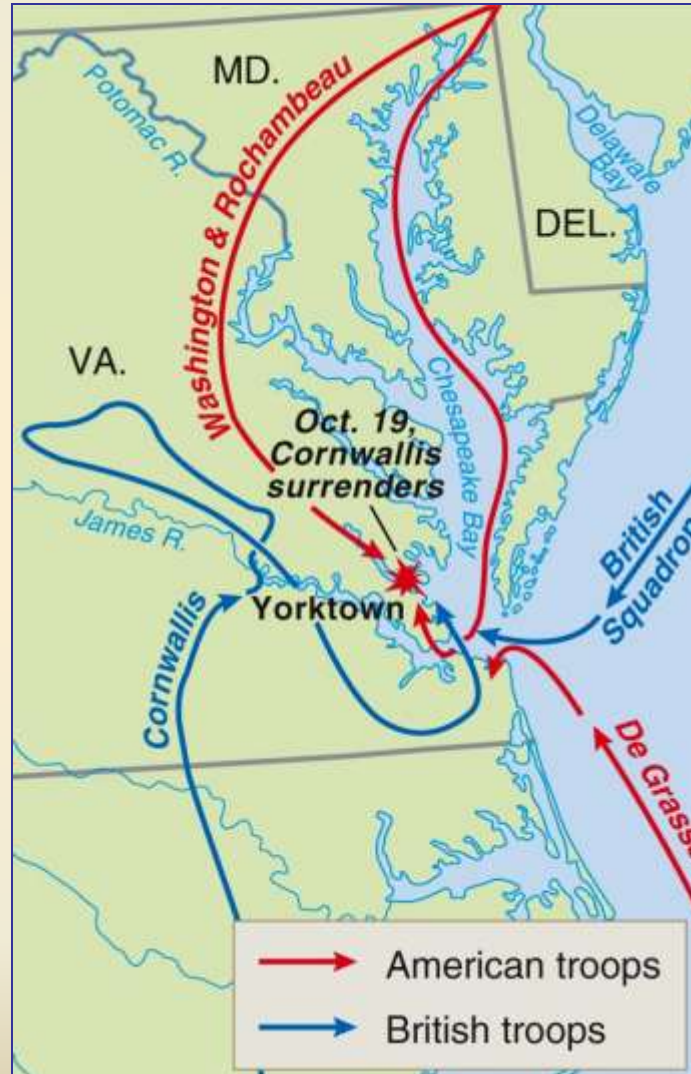 MD.
Potomac R.
Washington & Rochambeau
Delaware
Bay
DEL.
VA.
Oct. 19,
Cornwallis
surrenders
Chesapeake Bay
James R.
Yorktown
British
Squadron
Cornwallis
De Grasse
American troops
British troops